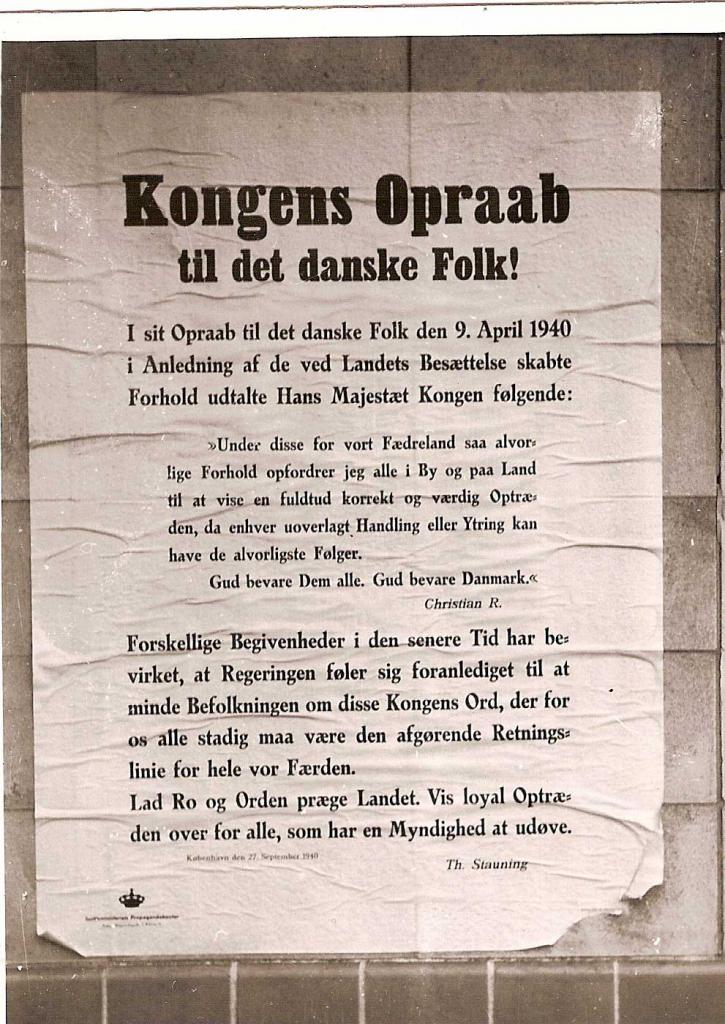 Kongens Opraab
til det danske Folk!
I sit Opraab til det danske Folk den 9. April 1940
i Anledning af de ved Landets Besættelse skabte
Forhold udtalte Hans Majestæt Kongen følgende:
»Under disse for vort Fædreland saa alvor=
lige Forhold opfordrer jeg alle i By og paa Land
til at vise en fuldtud korrekt og værdig Optræ=
den, da enhver uoverlagt Handling eller Ytring kan
have de alvorligste Følger.
Gud bevare Dem alle. Gud bevare Danmark.«
Christian R.
Forskellige Begivenheder i den senere Tid har be=
virket, at Regeringen føler sig foranlediget til at
minde Befolkningen om disse Kongens Ord, der for
os alle stadig maa være den afgørende Retnings=
linie for hele vor Færden.
Lad Ro og Orden præge Landet. Vis loyal Optræ=
den over for alle, som har en Myndighed at udøve.
København den 27. September 1940
Th. Stauning